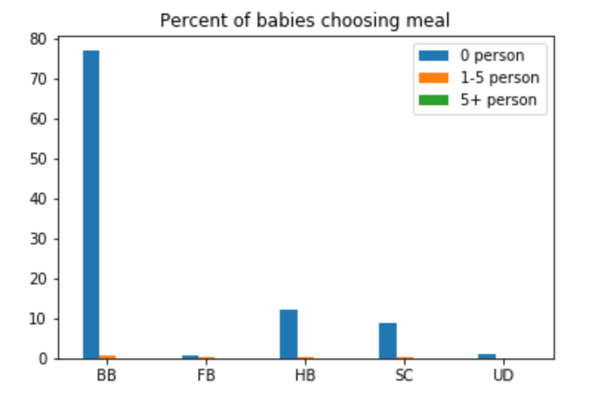 Percent of babies choosing meal
0 person
1-5 person
5+ person
80
70
60
50
40
30
20
10
0
BB FB HB SC UD